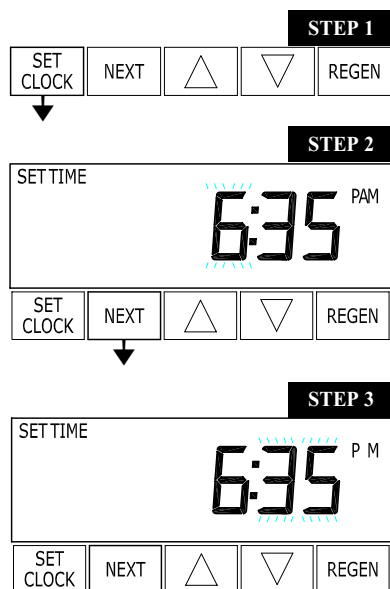 STEP 1
SET CLOCK NEXT REGEN
STEP 2
SET TIME
6:35 PAM
SET CLOCK NEXT REGEN
STEP 3
SET TIME
6:35 P M
SET CLOCK NEXT REGEN